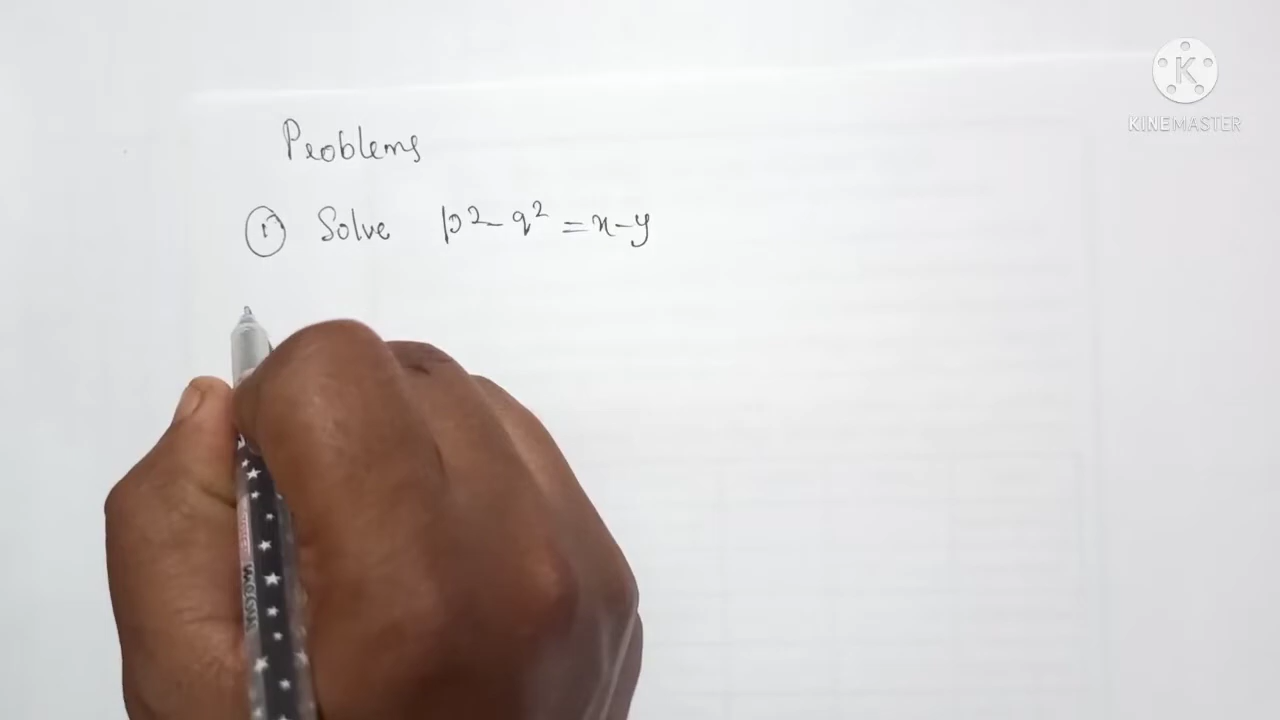 K
KINEMASTER
Problems
① Solve p² - q² = x - y